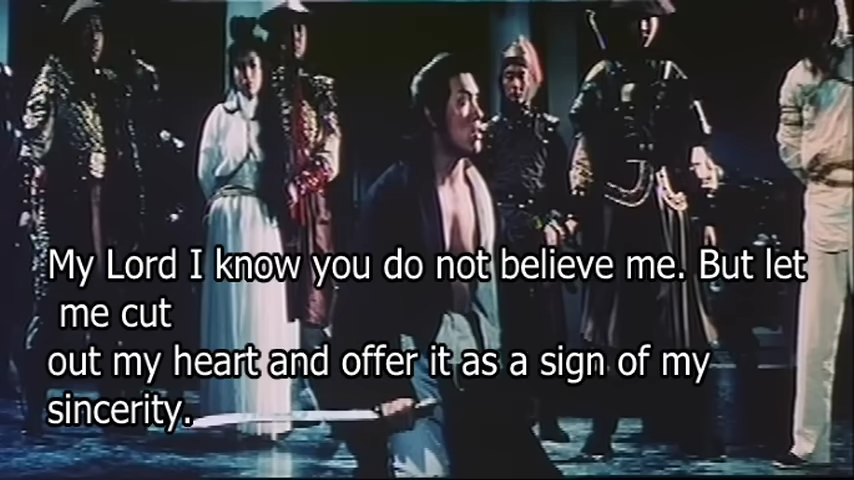 My Lord I know you do not believe me. But let
me cut
out my heart and offer it as a sign of my
sincerity.